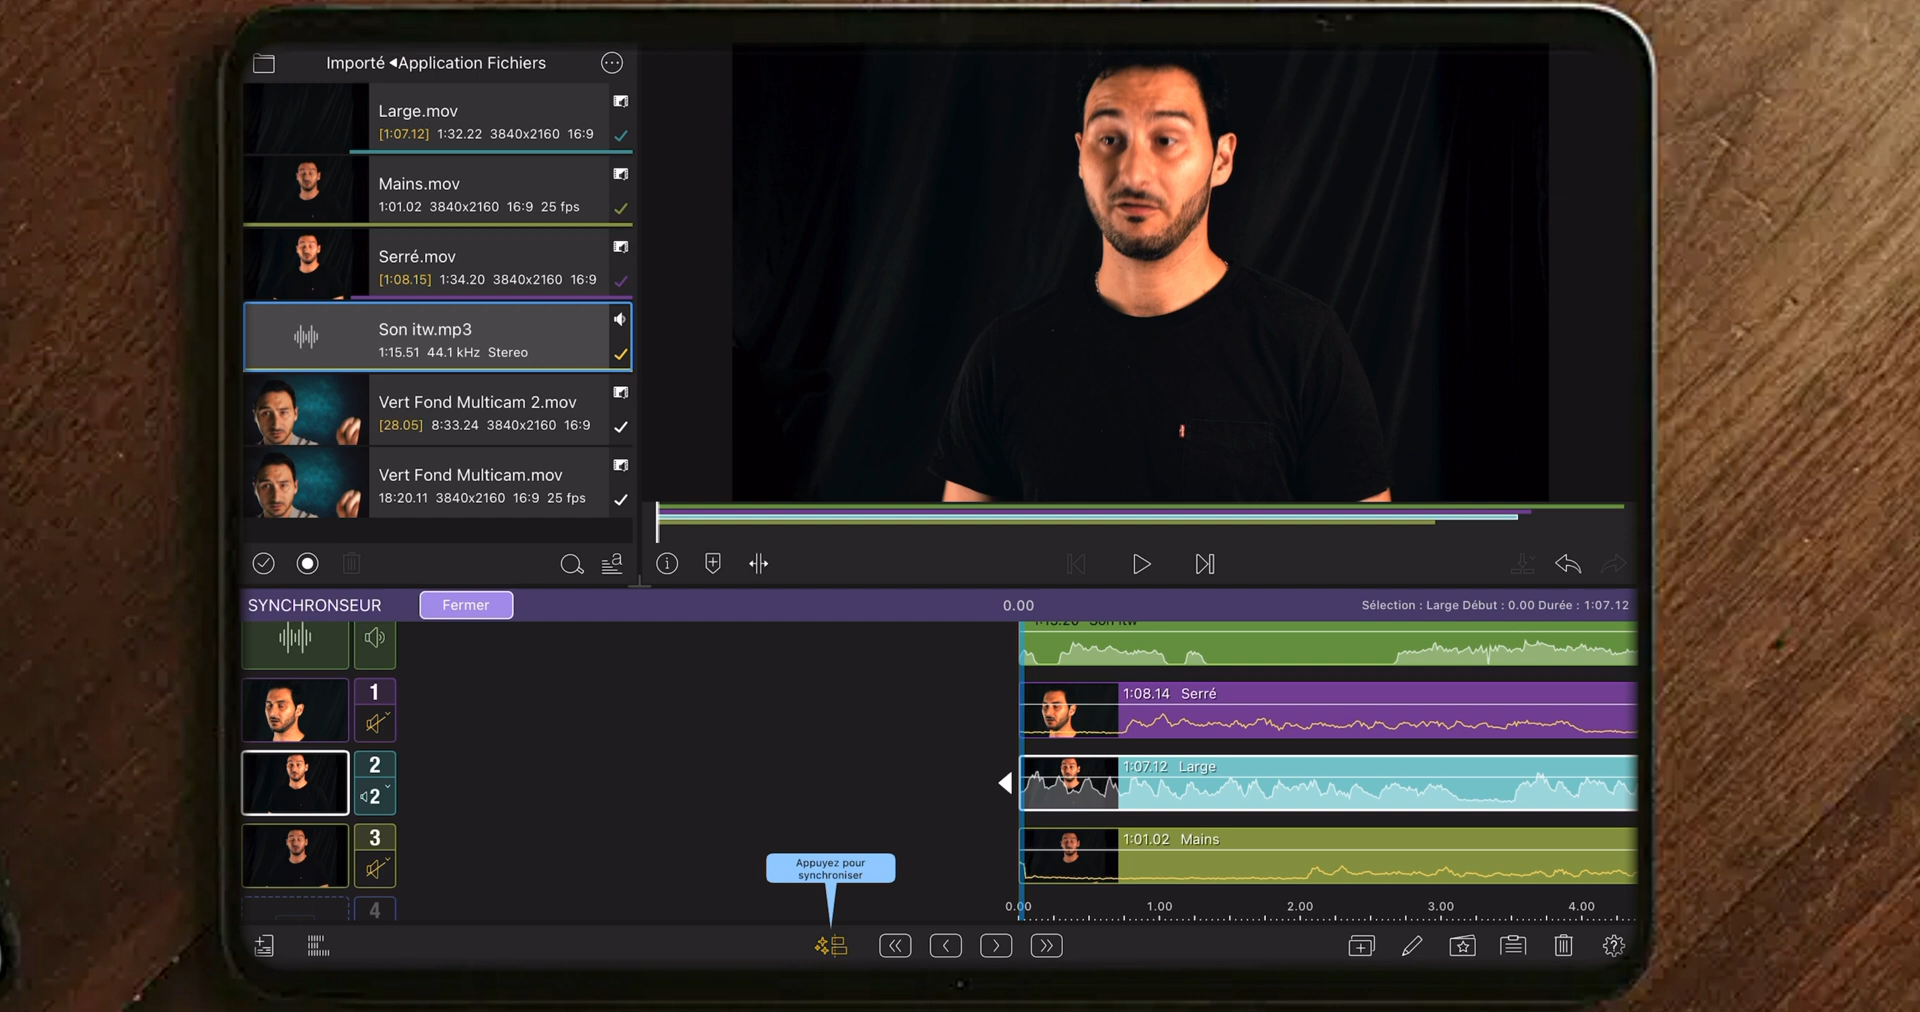 Importé ◂Application Fichiers
Large.mov
[1:07.12] 1:32.22 3840x2160 16:9
Mains.mov
1:01.02 3840x2160 16:9 25 fps
Serré.mov
[1:08.15] 1:34.20 3840x2160 16:9
Son itw.mp3
1:15.51 44.1 kHz Stereo
Vert Fond Multicam 2.mov
[28.05] 8:33.24 3840x2160 16:9
Vert Fond Multicam.mov
18:20.11 3840x2160 16:9 25 fps
a
SYNCHRONSEUR
Fermer
0.00
Sélection : Large Début : 0.00 Durée : 1:07.12
Son itw
1
1:08.14 Serré
2
2
1:07.12 Large
3
1:01.02 Mains
Appuyez pour
synchroniser
4
0.00 1.00 2.00 3.00 4.00